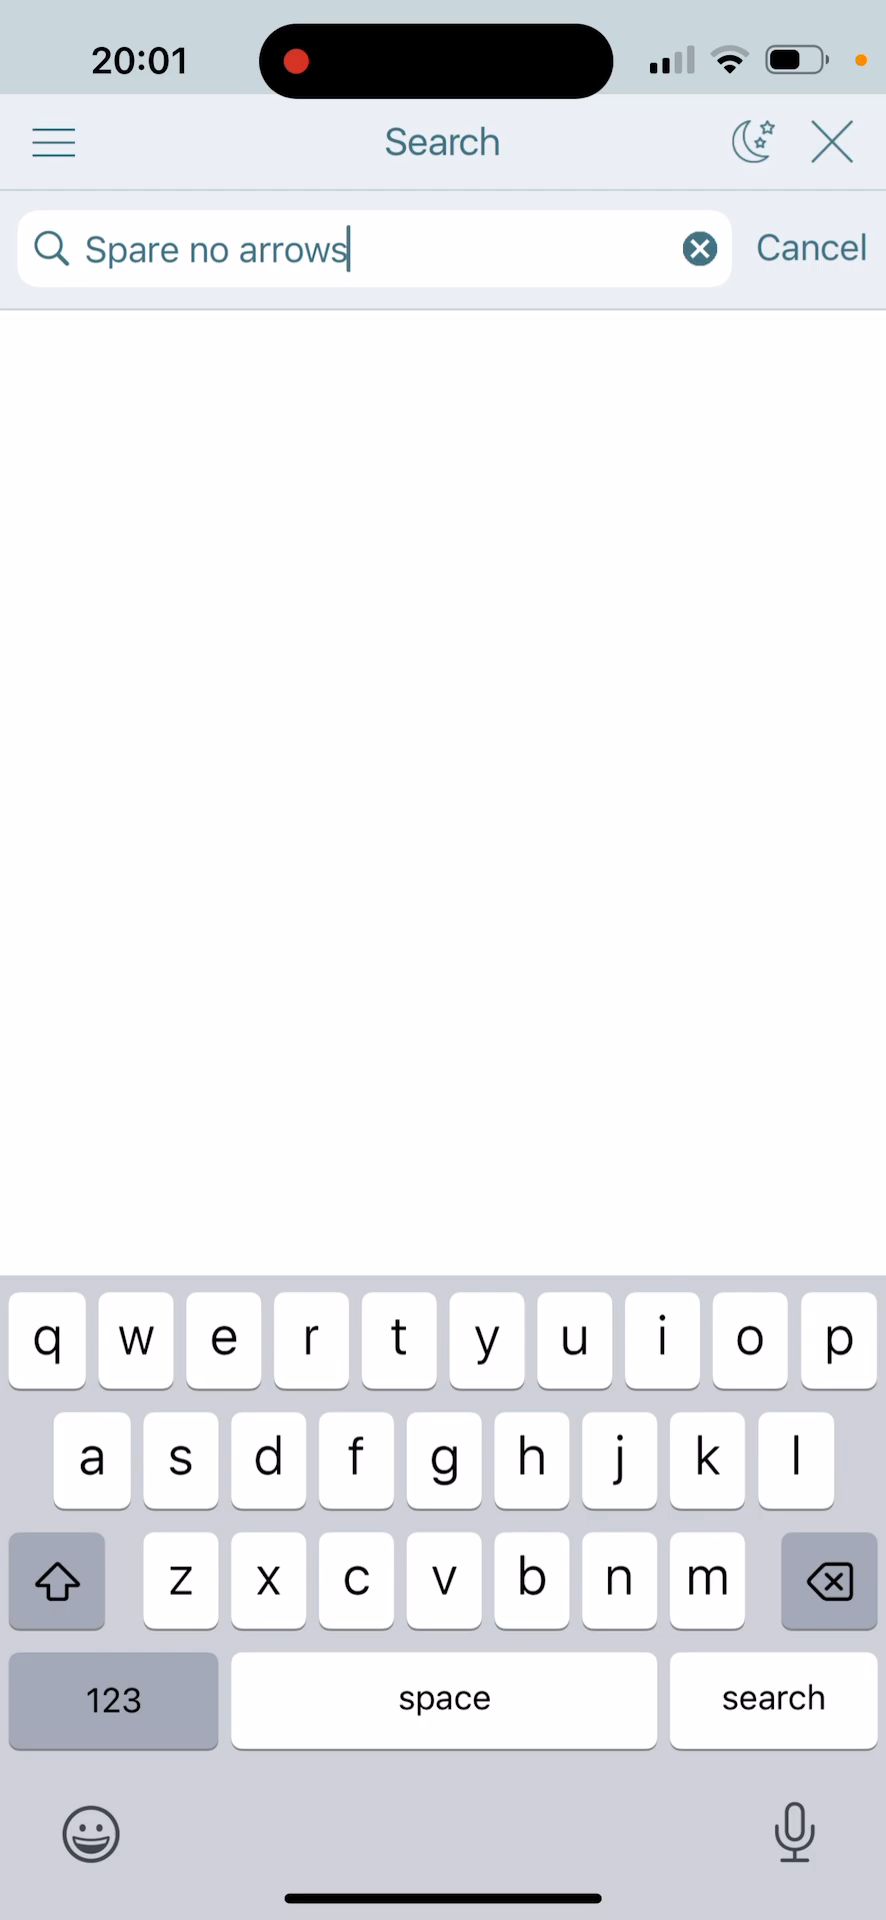 20:01
Search
Spare no arrows
Cancel
q w e r t y u i o p
a s d f g h j k l
z x c v b n m
123 space search